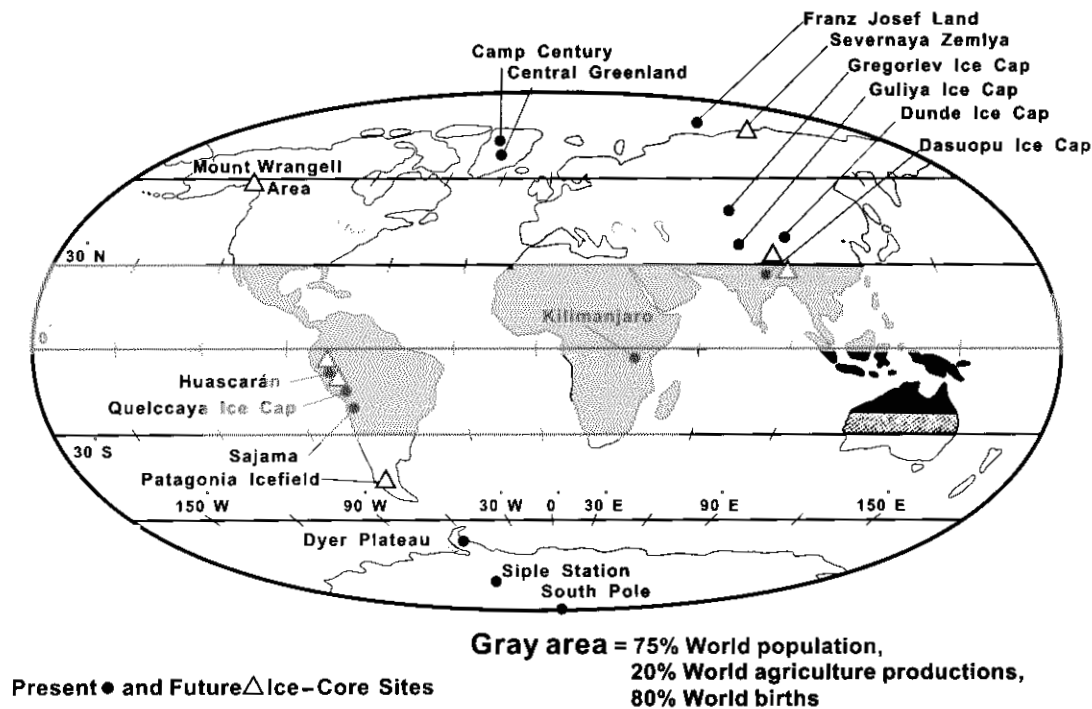 Franz Josef Land
Severnaya Zemlya
Gregoriev Ice Cap
Guliya Ice Cap
Dunde Ice Cap
Dasuopu Ice Cap
Camp Century
Central Greenland
Mount Wrangell
Area
30°N
Kilimanjaro
0°
Huascarán
Quelccaya Ice Cap
30°S
Sajama
Patagonia Icefield
150°W
90°W
30°W
0°
30°E
90°E
150°E
Dyer Plateau
Siple Station
South Pole
Gray area = 75% World population,
20% World agriculture productions,
80% World births
Present ● and Future △ Ice-Core Sites